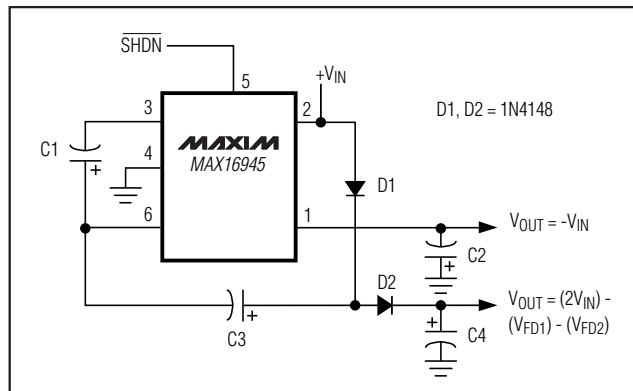 S̅H̅D̅N̅
+VIN
5
3
2
D1, D2 = 1N4148
MAXIM
MAX16945
C1
+
4
D1
6
1
VOUT = -VIN
C2
+
D2
C3
+
VOUT = (2VIN) -
(VFD1) - (VFD2)
+
C4